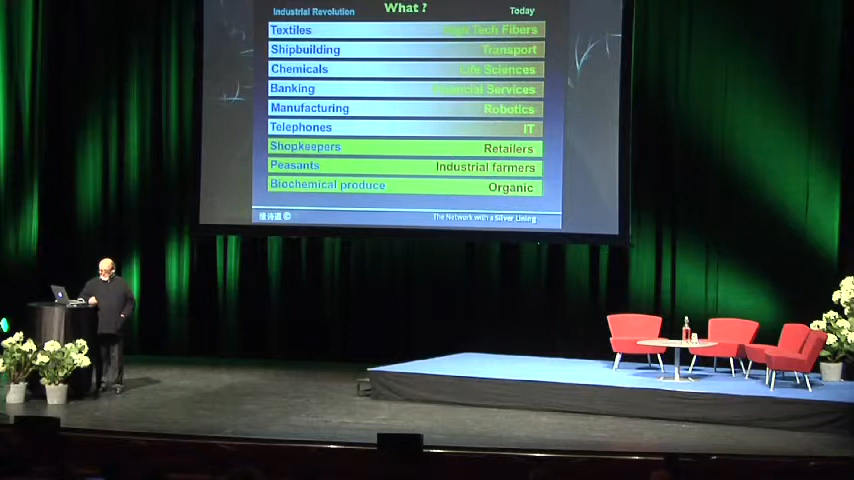 Industrial Revolution What ? Today
Textiles High Tech Fibers
Shipbuilding Transport
Chemicals Life Sciences
Banking Financial Services
Manufacturing Robotics
Telephones IT
Shopkeepers Retailers
Peasants Industrial farmers
Biochemical produce Organic
© The Network with a Silver Lining